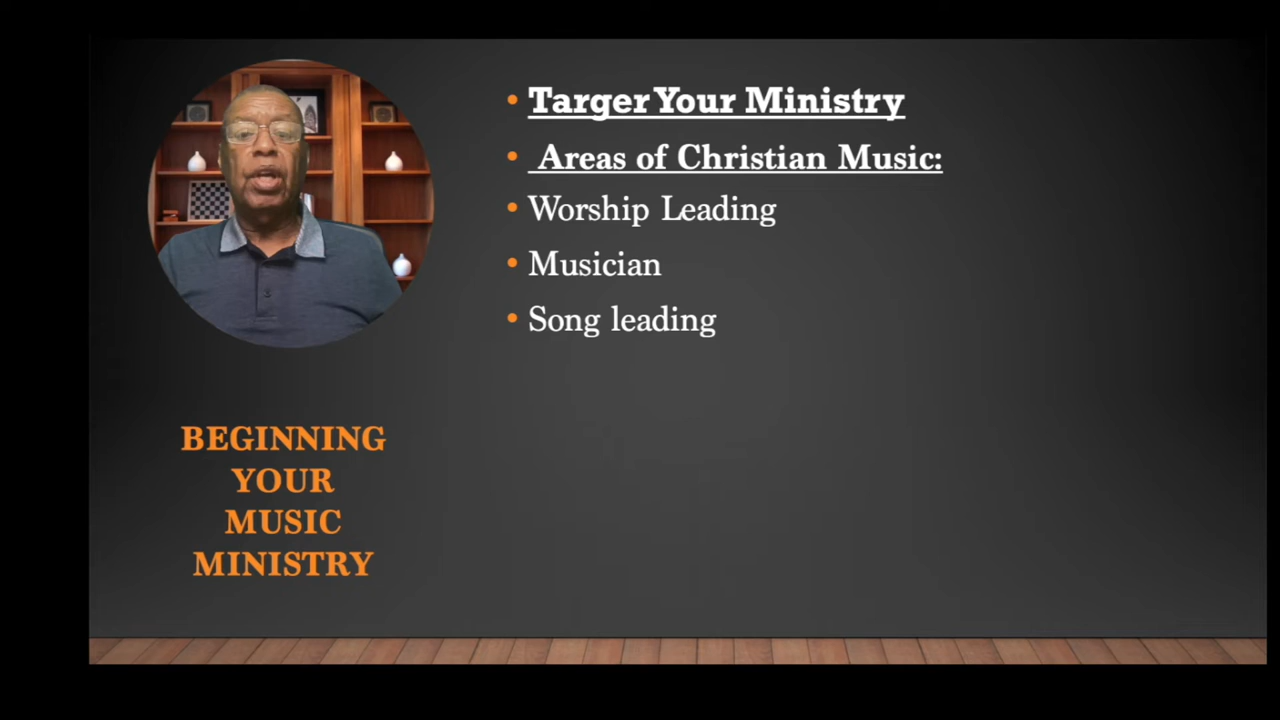 Targer Your Ministry
Areas of Christian Music:
Worship Leading
Musician
Song leading
BEGINNING
YOUR
MUSIC
MINISTRY